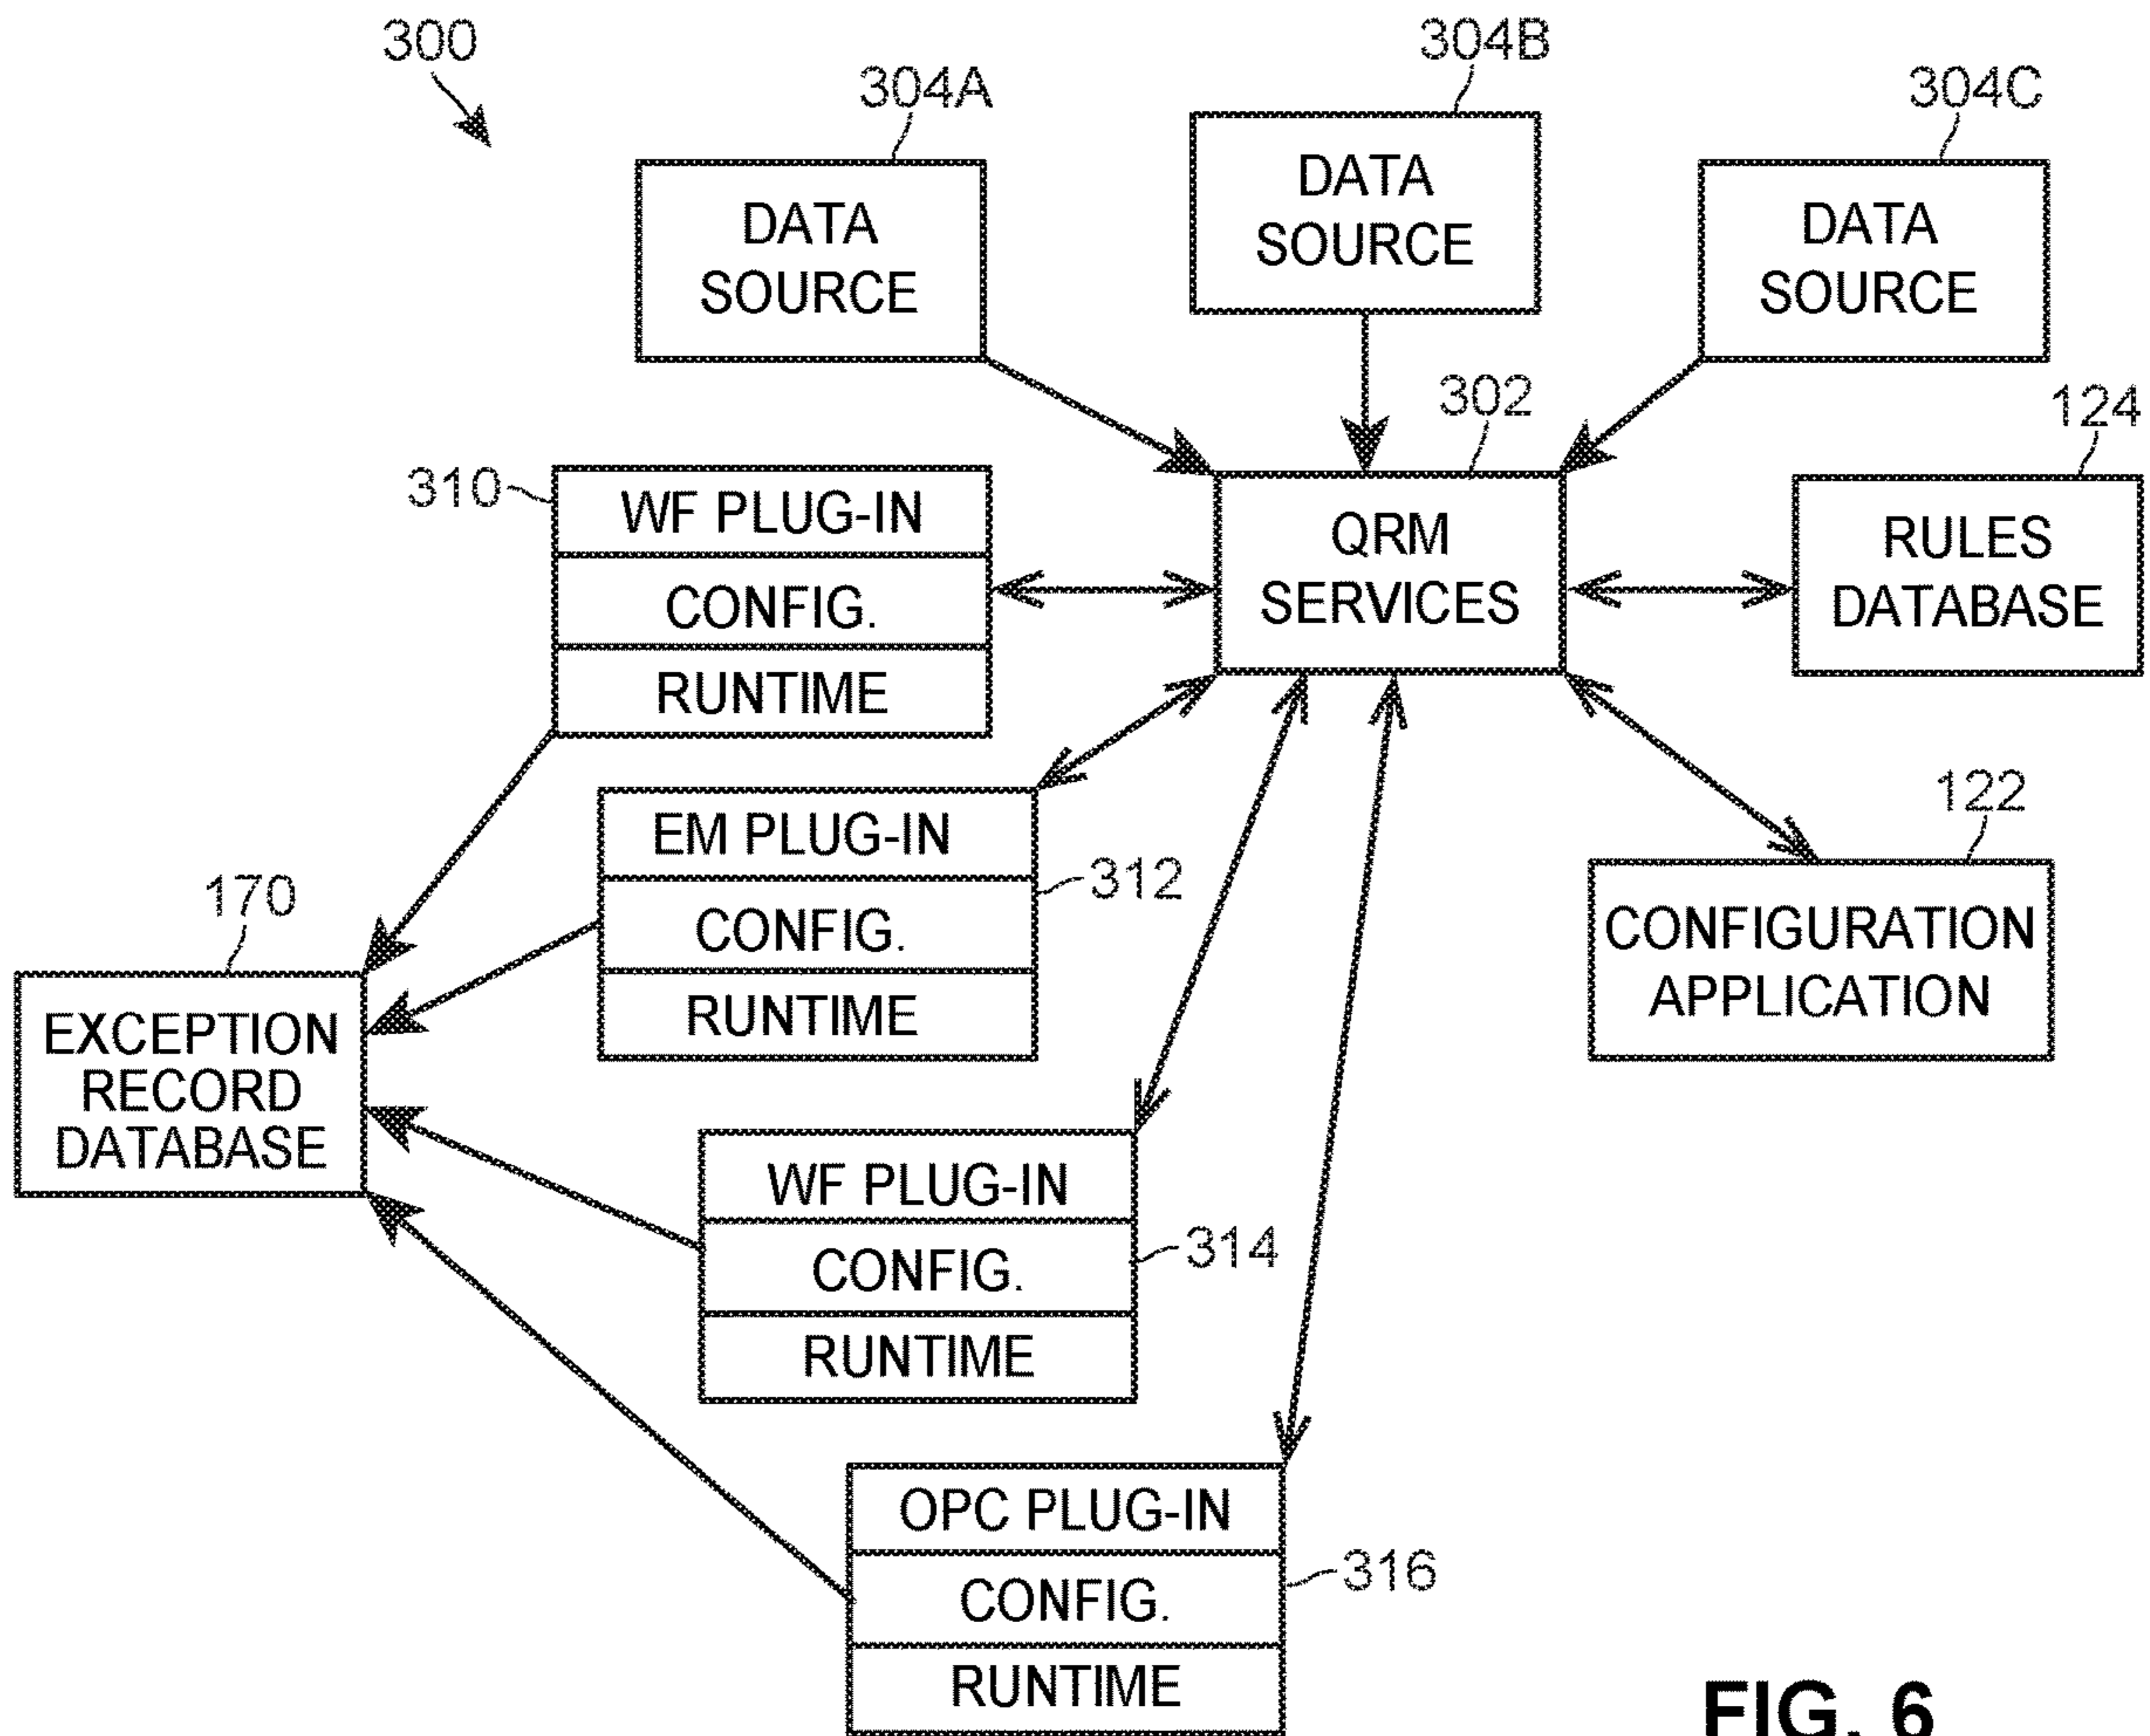 300
304A
304B
304C
DATA
SOURCE
DATA
SOURCE
DATA
SOURCE
302
124
310
WF PLUG-IN
CONFIG.
RUNTIME
QRM
SERVICES
RULES
DATABASE
122
EM PLUG-IN
CONFIG.
RUNTIME
312
170
CONFIGURATION
APPLICATION
EXCEPTION
RECORD
DATABASE
WF PLUG-IN
CONFIG.
RUNTIME
314
OPC PLUG-IN
CONFIG.
RUNTIME
316
FIG. 6